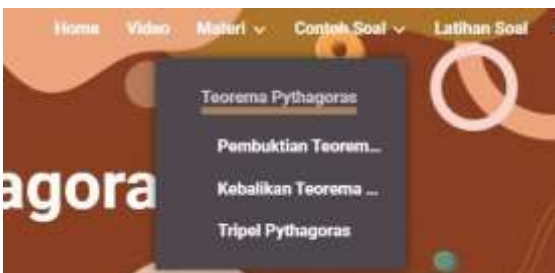 Home Video Materi Contoh Soal Latihan Soal
Teorema Pythagoras
Pembuktian Teorem...
agora
Kebalikan Teorema ...
Tripel Pythagoras